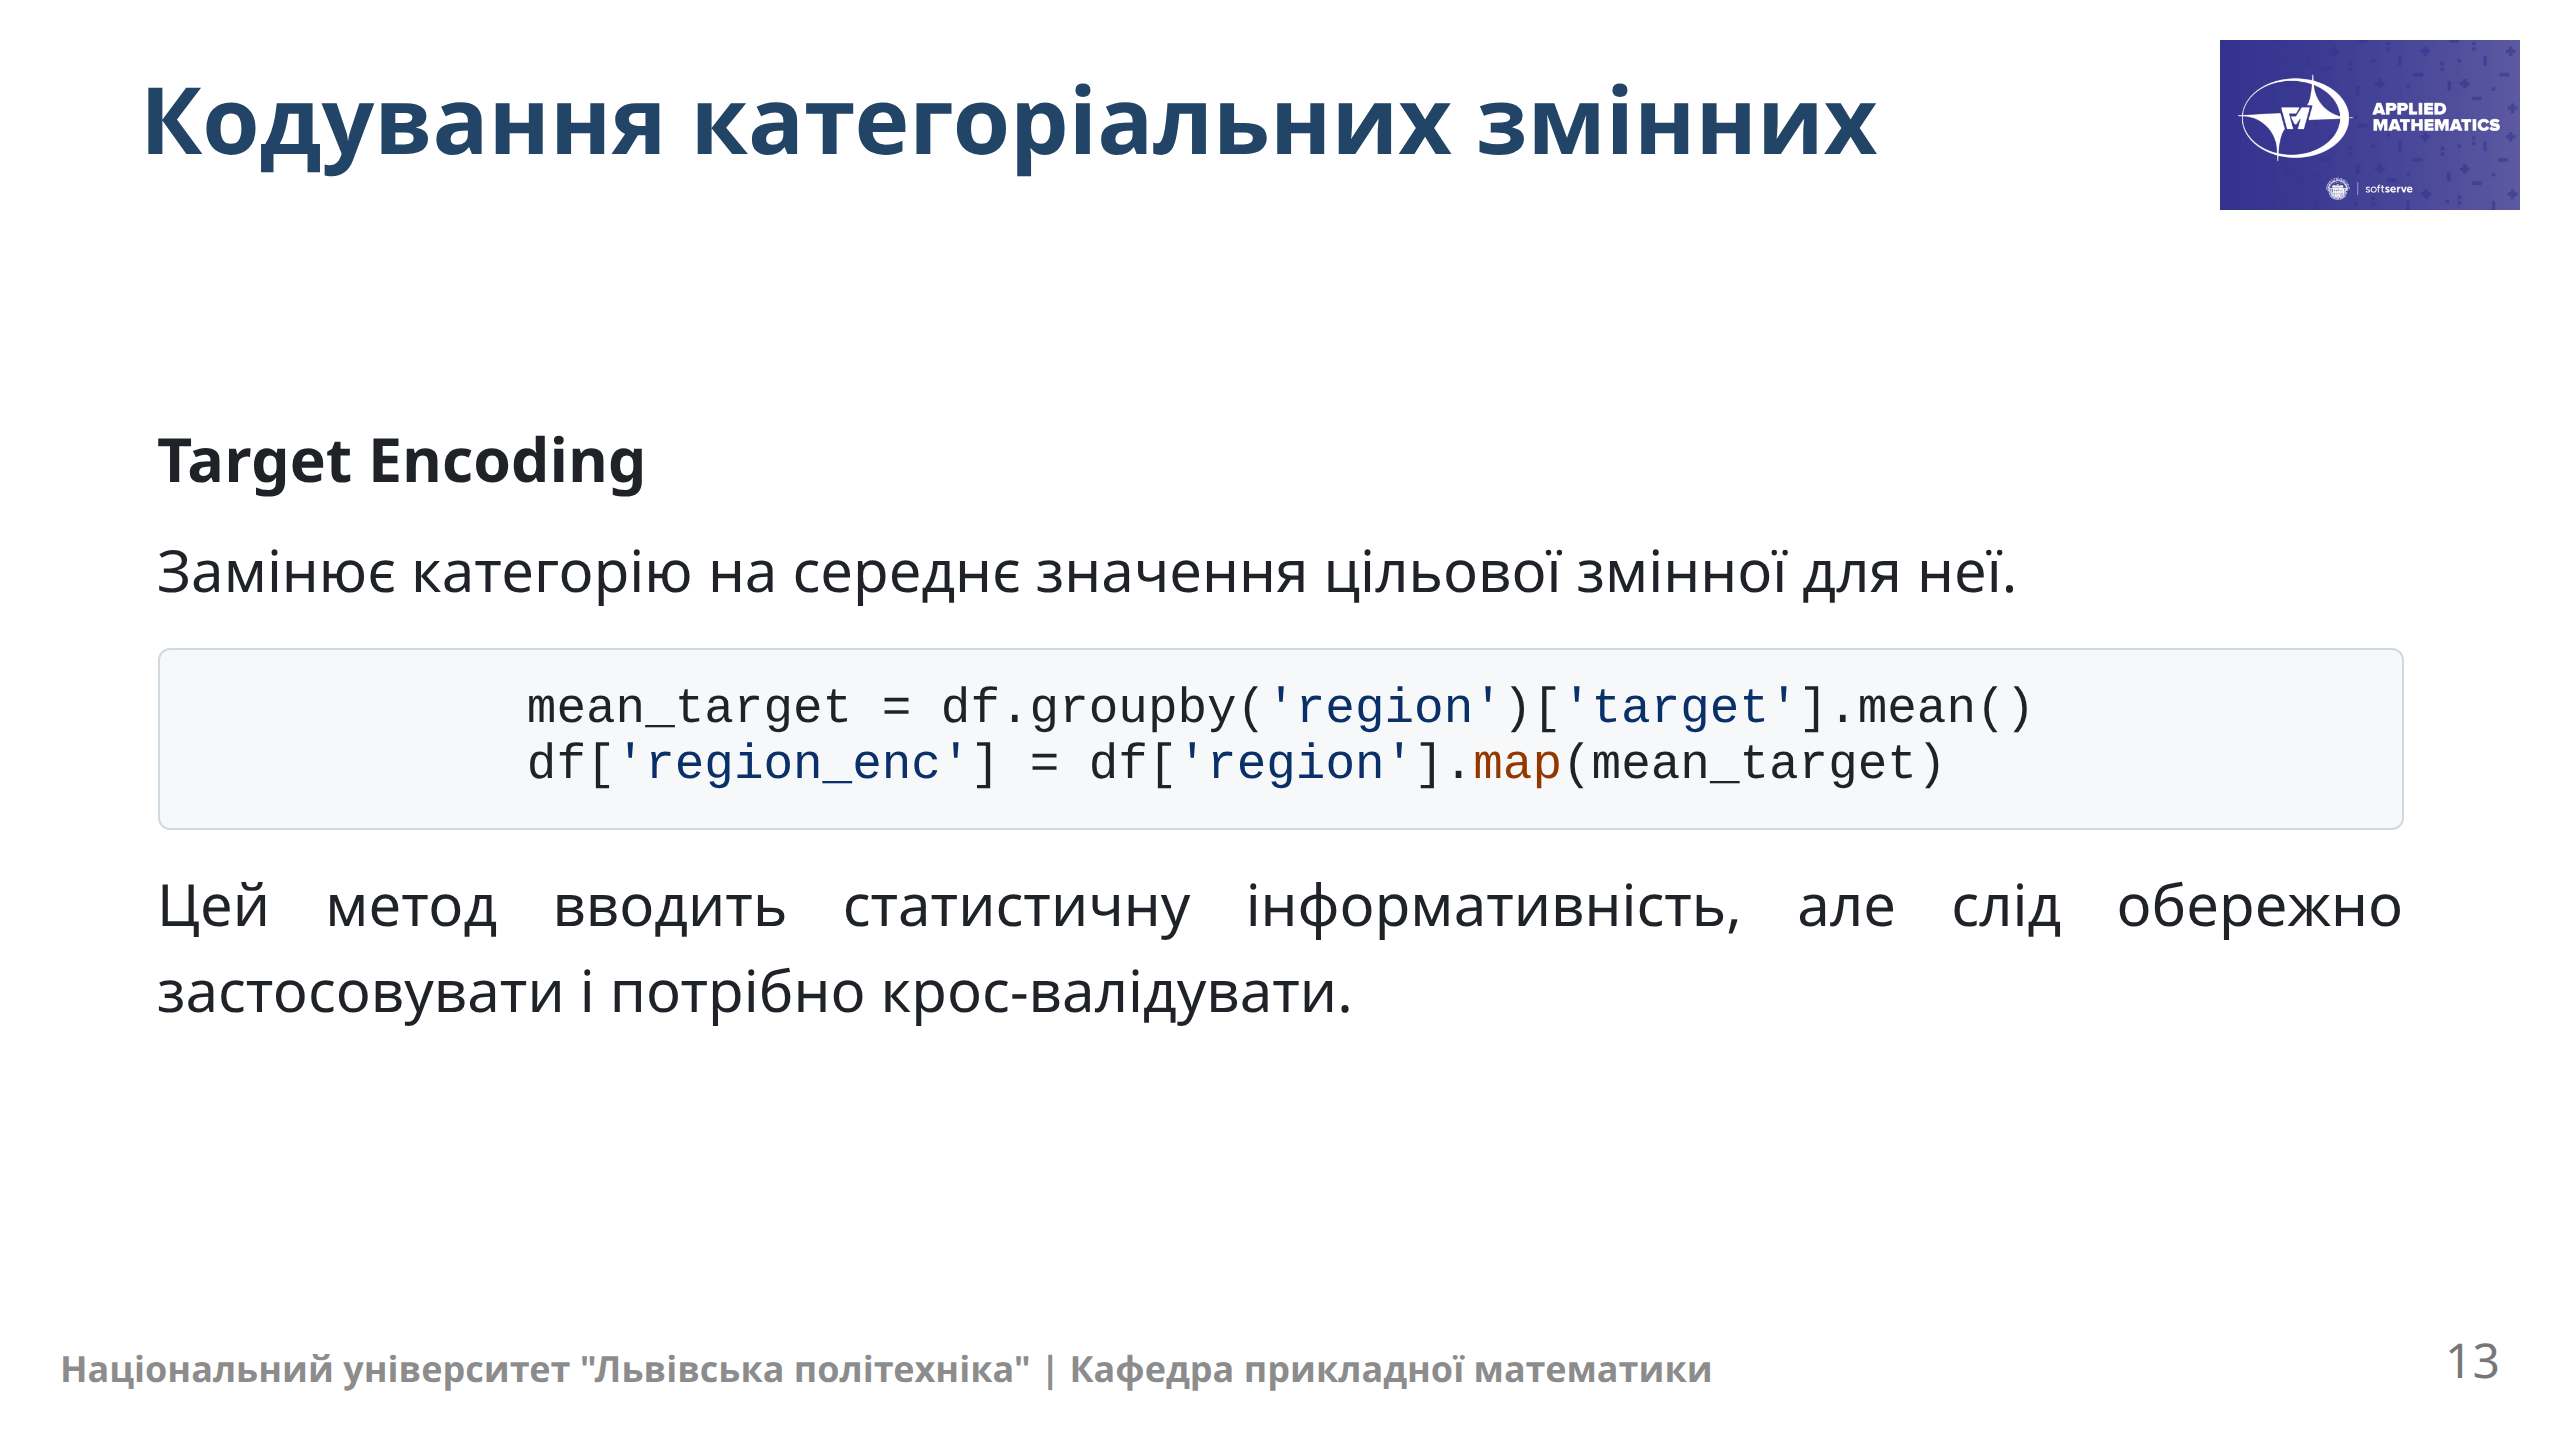 Кодування категоріальних змінних
APPLIED
MATHEMATICS
softserve
Target Encoding
Замінює категорію на середнє значення цільової змінної для неї.
mean_target = df.groupby('region')['target'].mean()
df['region_enc'] = df['region'].map(mean_target)
Цей метод вводить статистичну інформативність, але слід обережно
застосовувати і потрібно крос-валідувати.
Національний університет "Львівська політехніка" | Кафедра прикладної математики
13